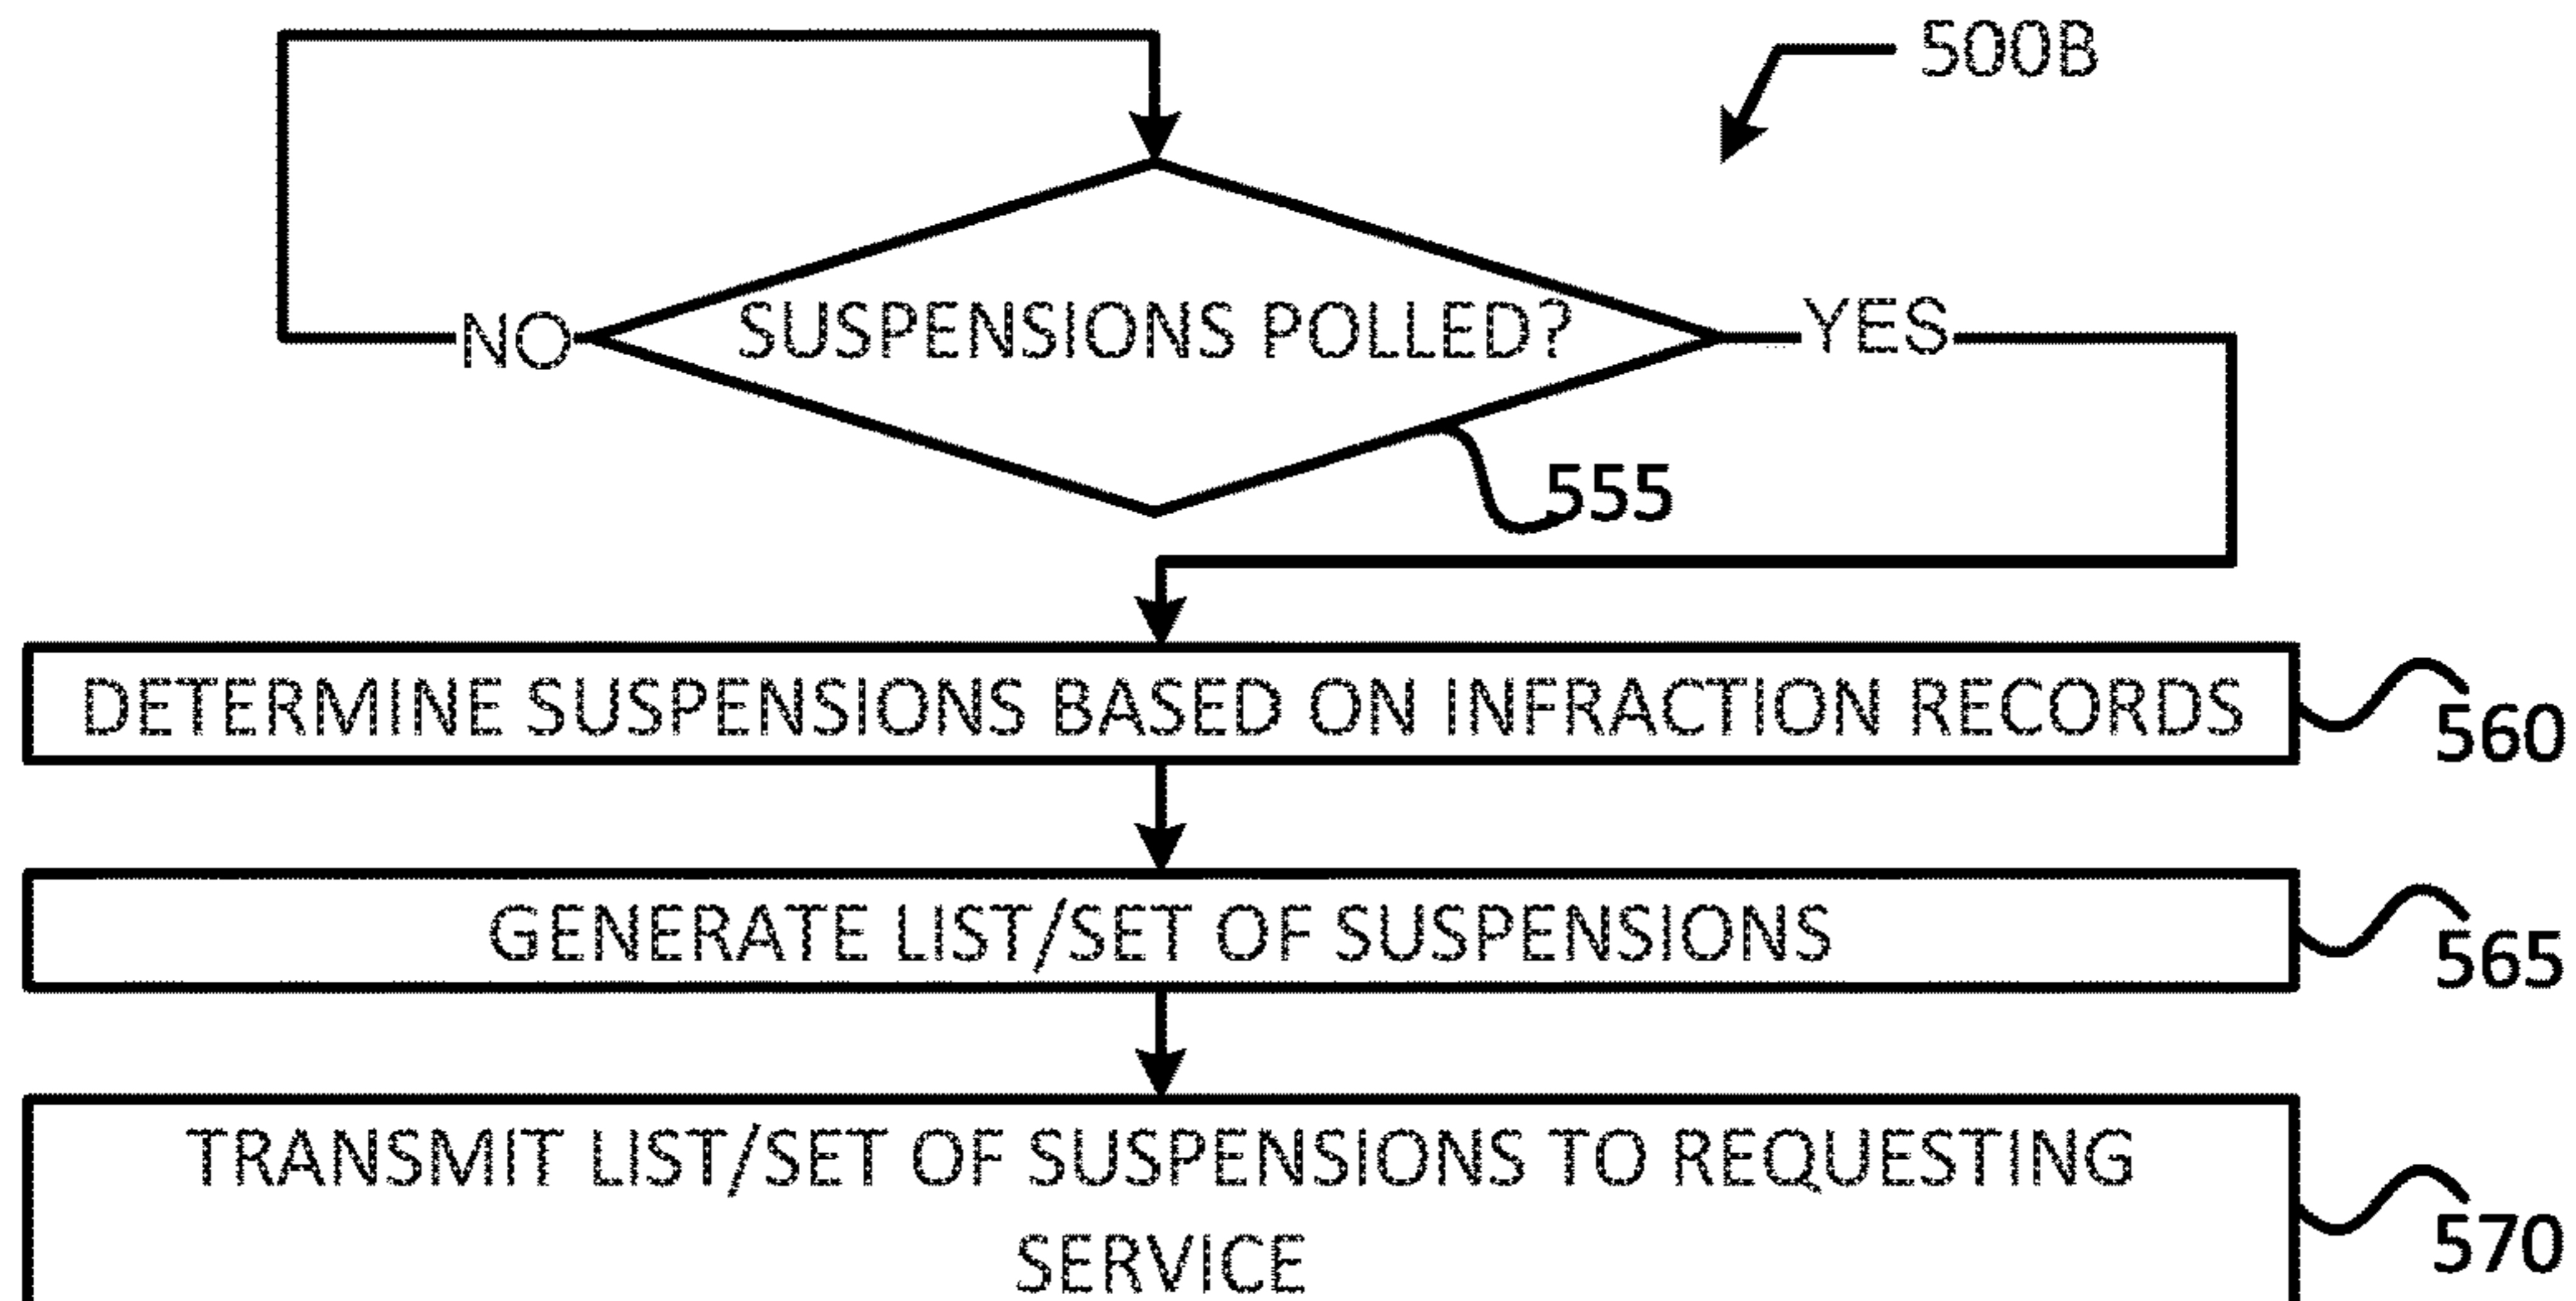 500B
SUSPENSIONS POLLED?
NO
YES
555
DETERMINE SUSPENSIONS BASED ON INFRACTION RECORDS
560
GENERATE LIST/SET OF SUSPENSIONS
565
TRANSMIT LIST/SET OF SUSPENSIONS TO REQUESTING
SERVICE
570